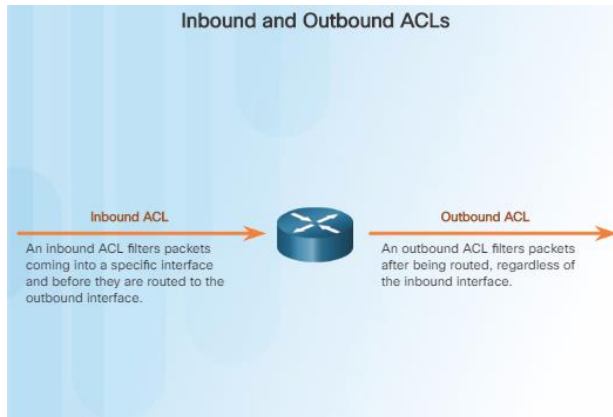 Inbound and Outbound ACLs
Inbound ACL
An inbound ACL filters packets
coming into a specific interface
and before they are routed to the
outbound interface.
Outbound ACL
An outbound ACL filters packets
after being routed, regardless of
the inbound interface.